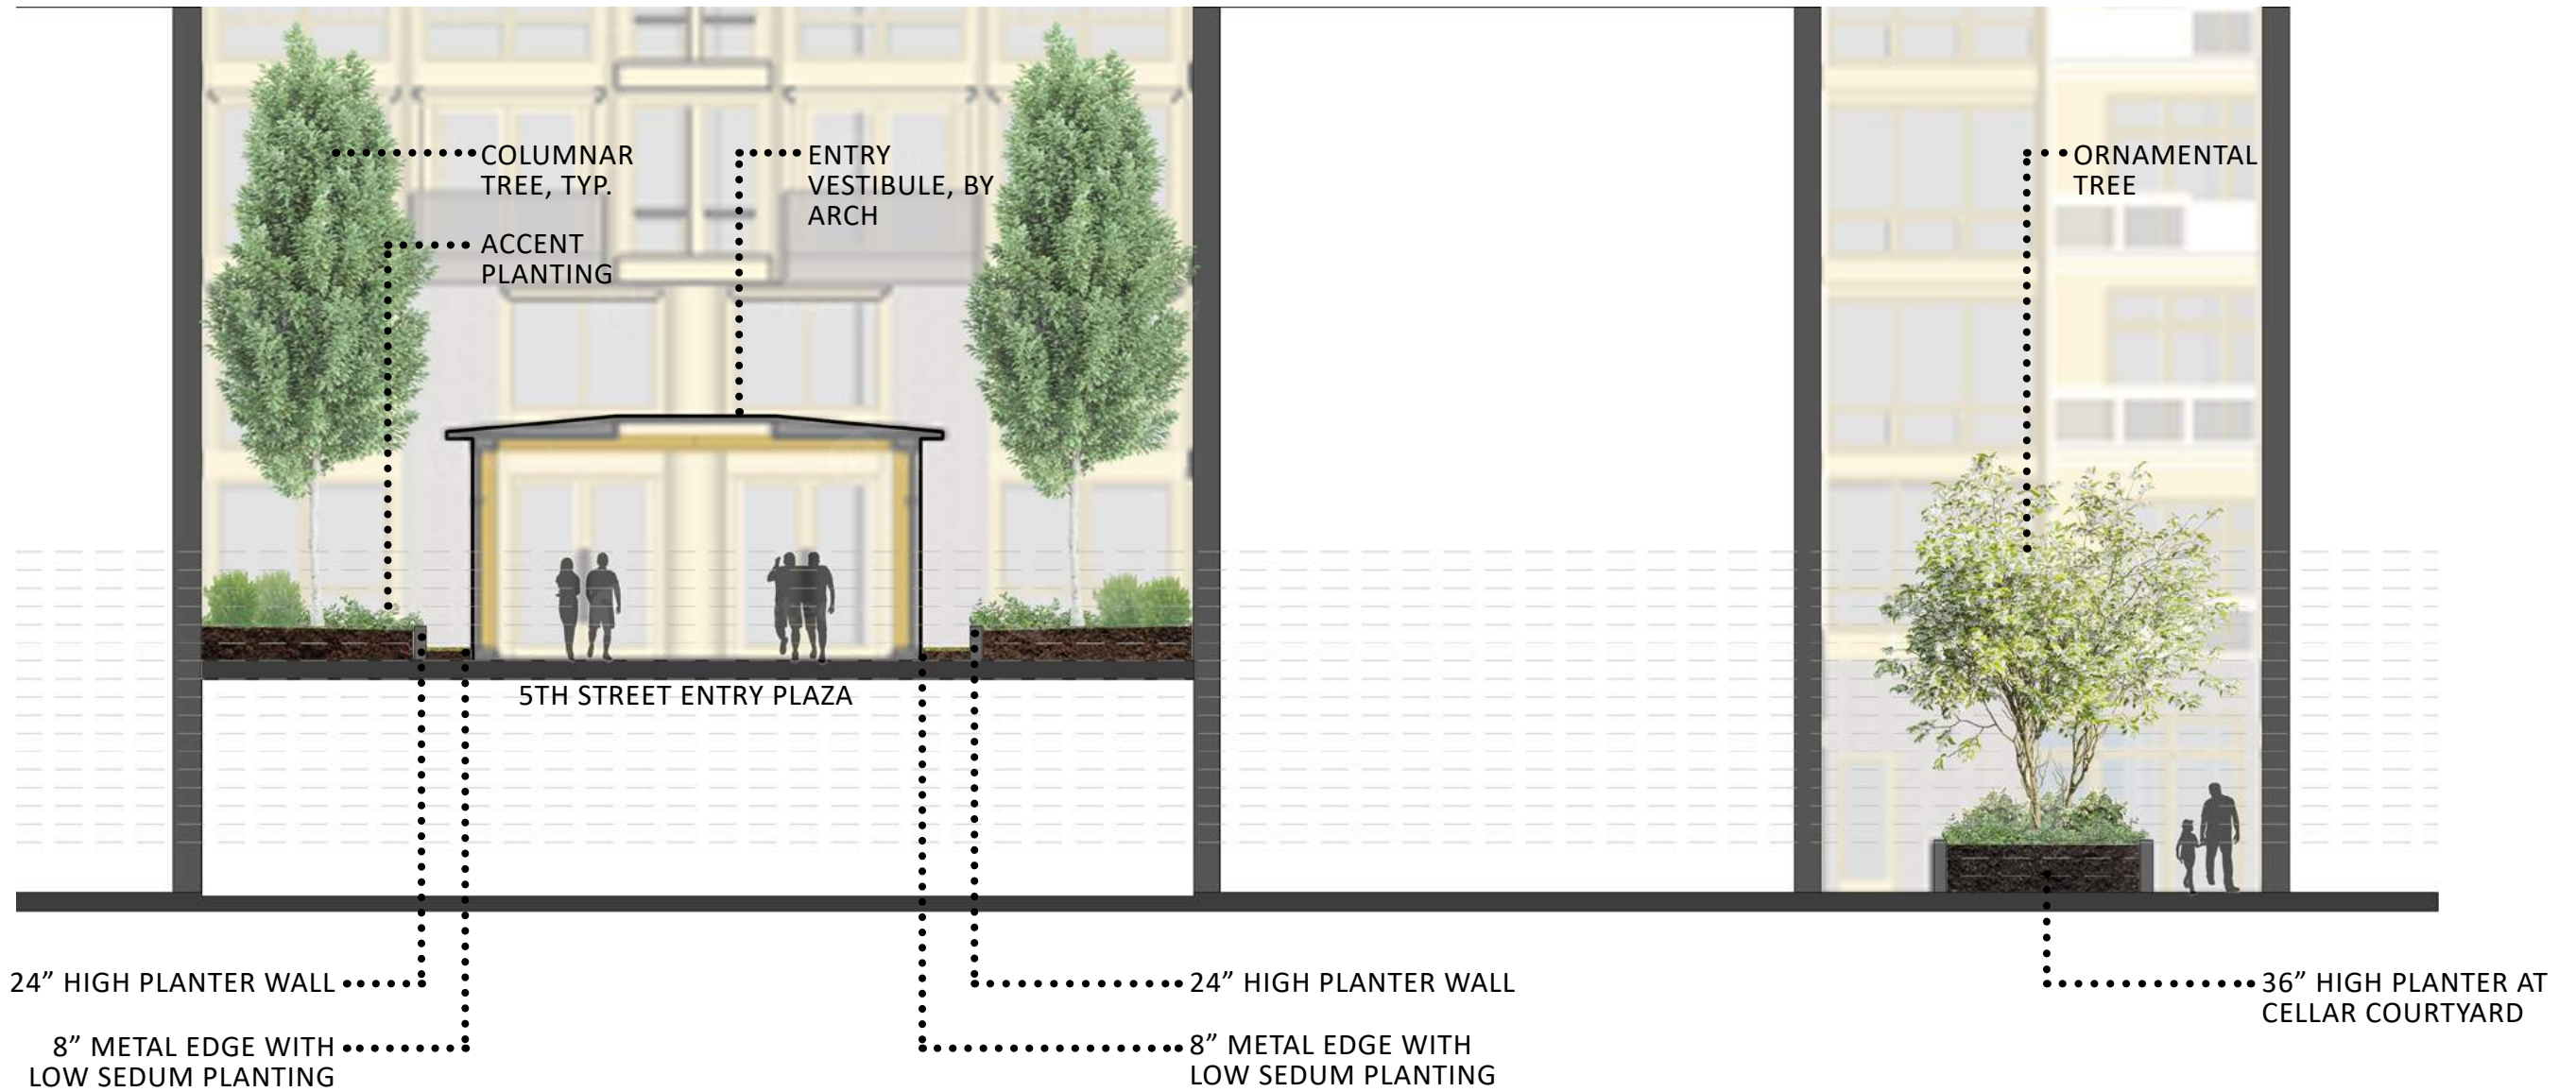 COLUMNAR
TREE, TYP.
ENTRY
VESTIBULE, BY
ARCH
ORNAMENTAL
TREE
ACCENT
PLANTING
5TH STREET ENTRY PLAZA
24” HIGH PLANTER WALL
24” HIGH PLANTER WALL
36” HIGH PLANTER AT
CELLAR COURTYARD
8” METAL EDGE WITH
LOW SEDUM PLANTING
8” METAL EDGE WITH
LOW SEDUM PLANTING